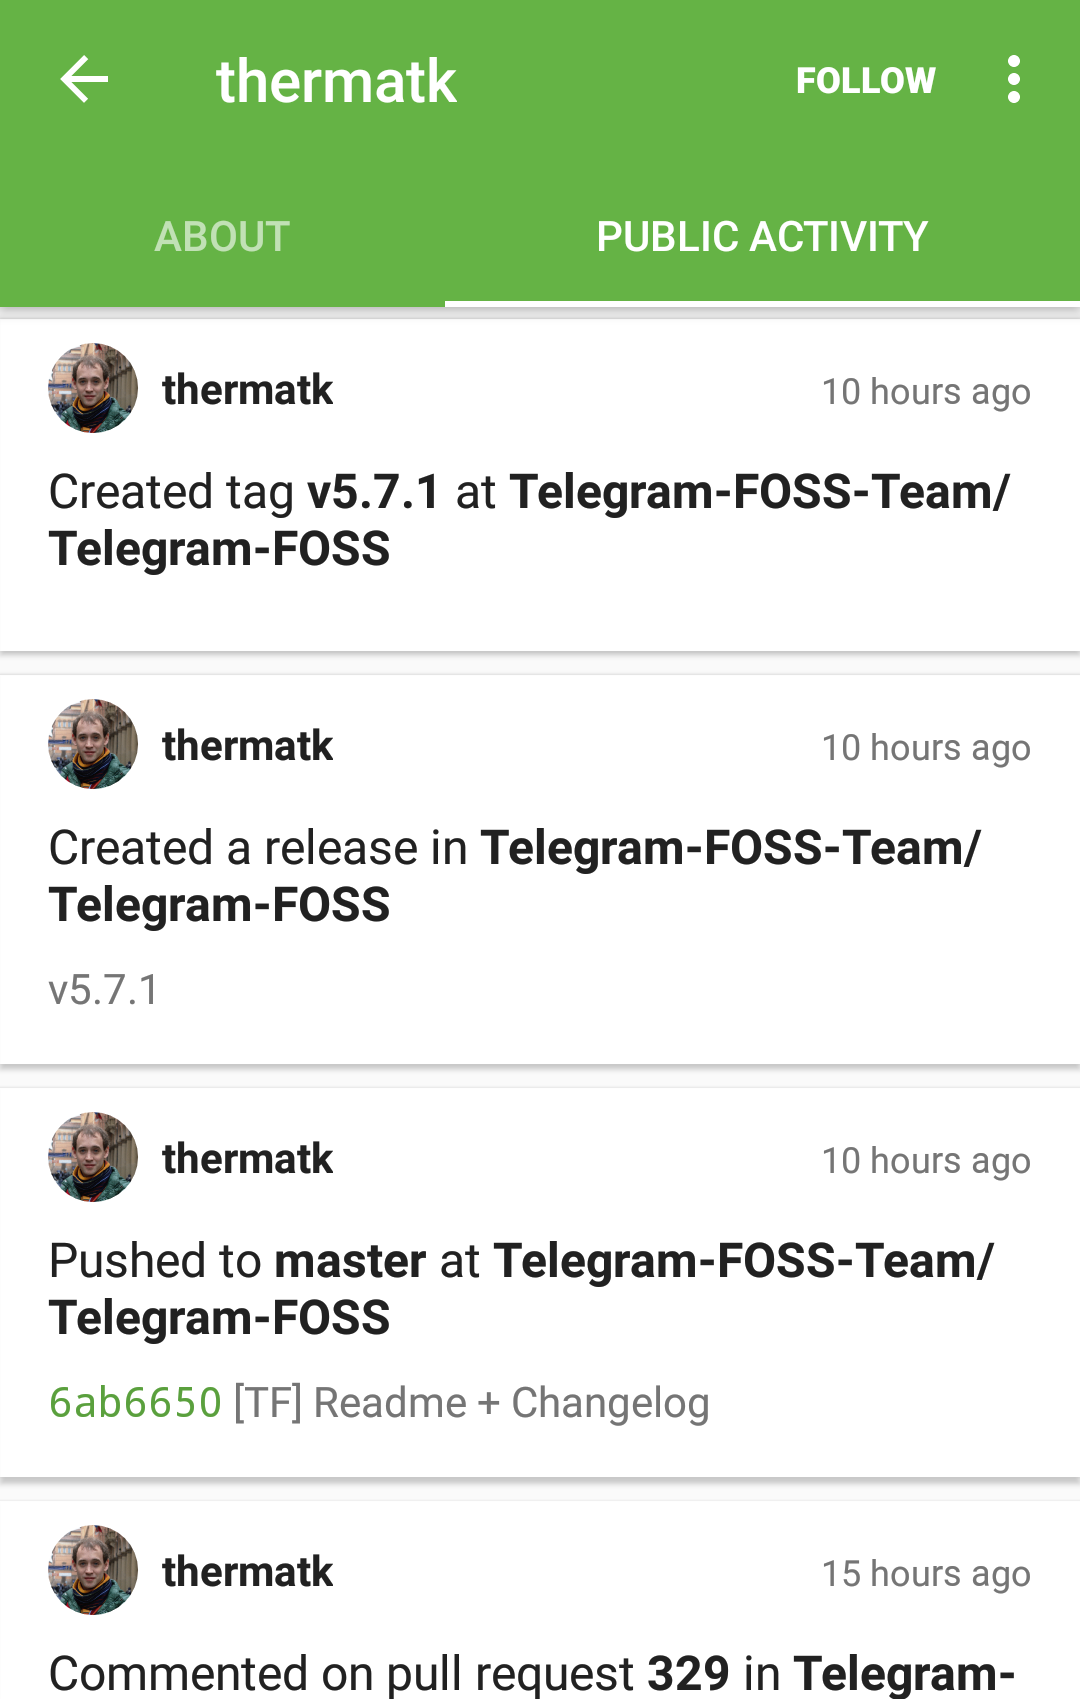 thermatk FOLLOW
ABOUT PUBLIC ACTIVITY
thermatk 10 hours ago
Created tag v5.7.1 at Telegram-FOSS-Team/
Telegram-FOSS
thermatk 10 hours ago
Created a release in Telegram-FOSS-Team/
Telegram-FOSS
v5.7.1
thermatk 10 hours ago
Pushed to master at Telegram-FOSS-Team/
Telegram-FOSS
6ab6650 [TF] Readme + Changelog
thermatk 15 hours ago
Commented on pull request 329 in Telegram-